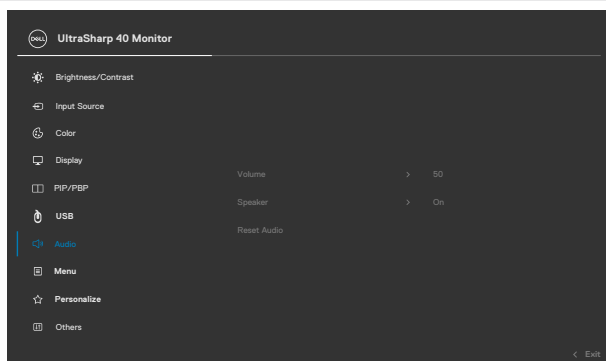 DELL UltraSharp 40 Monitor
Brightness/Contrast
Input Source
Color
Display
PIP/PBP
USB
Audio
Menu
Personalize
Others
Volume > 50
Speaker > On
Reset Audio
< Exit